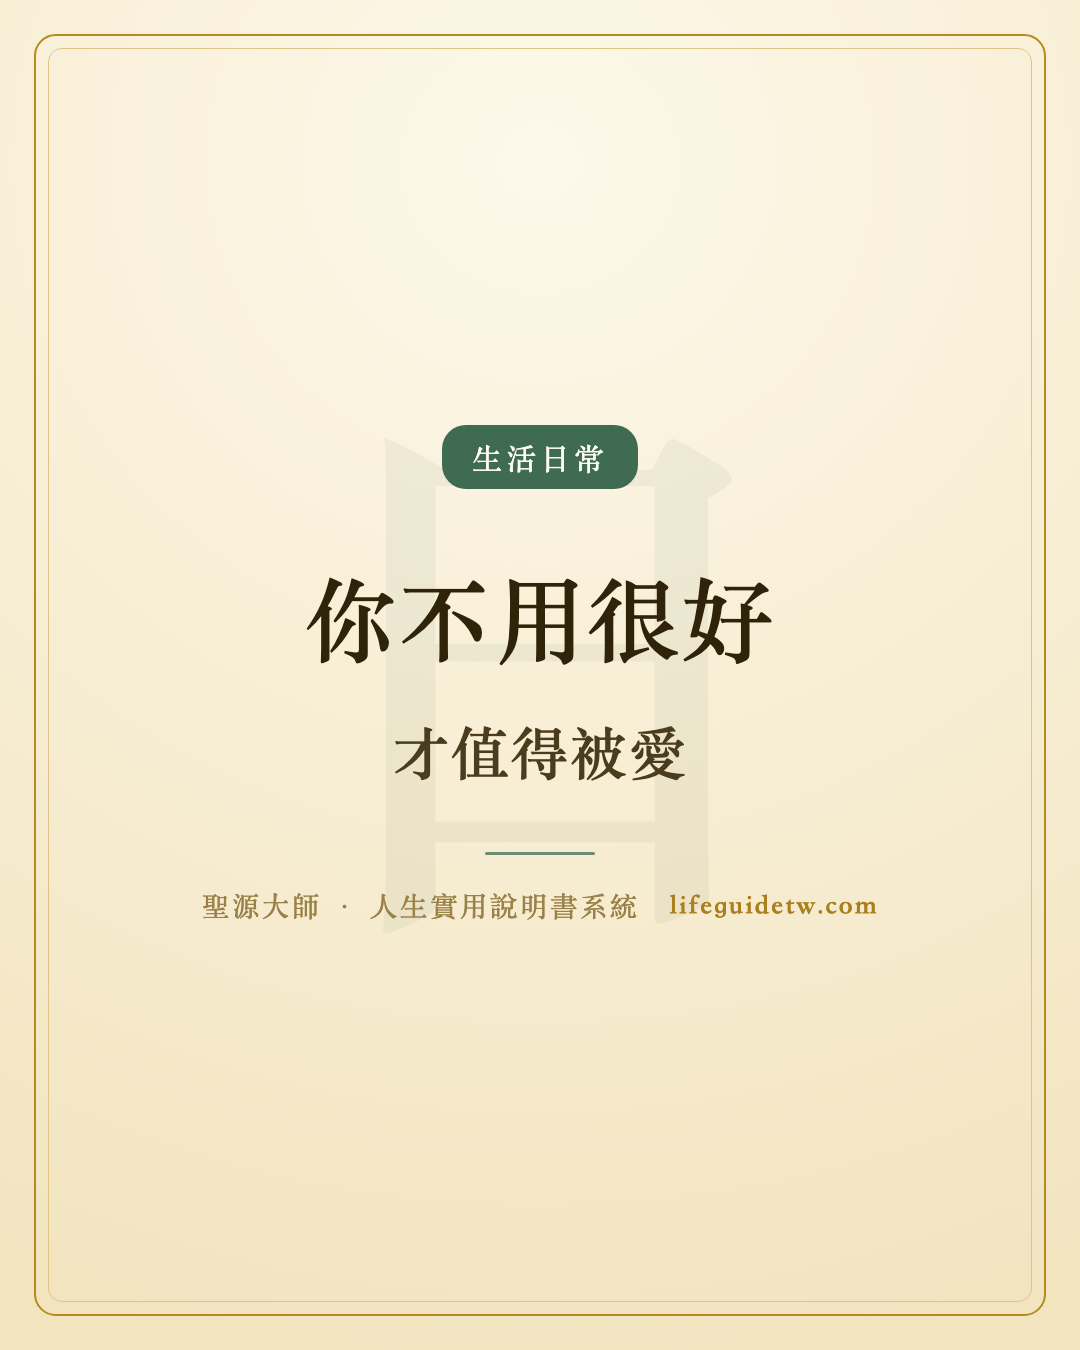 生活日常
你不用很好
才值得被愛
聖源大師 · 人生實用說明書系統 lifeguidetw.com
日